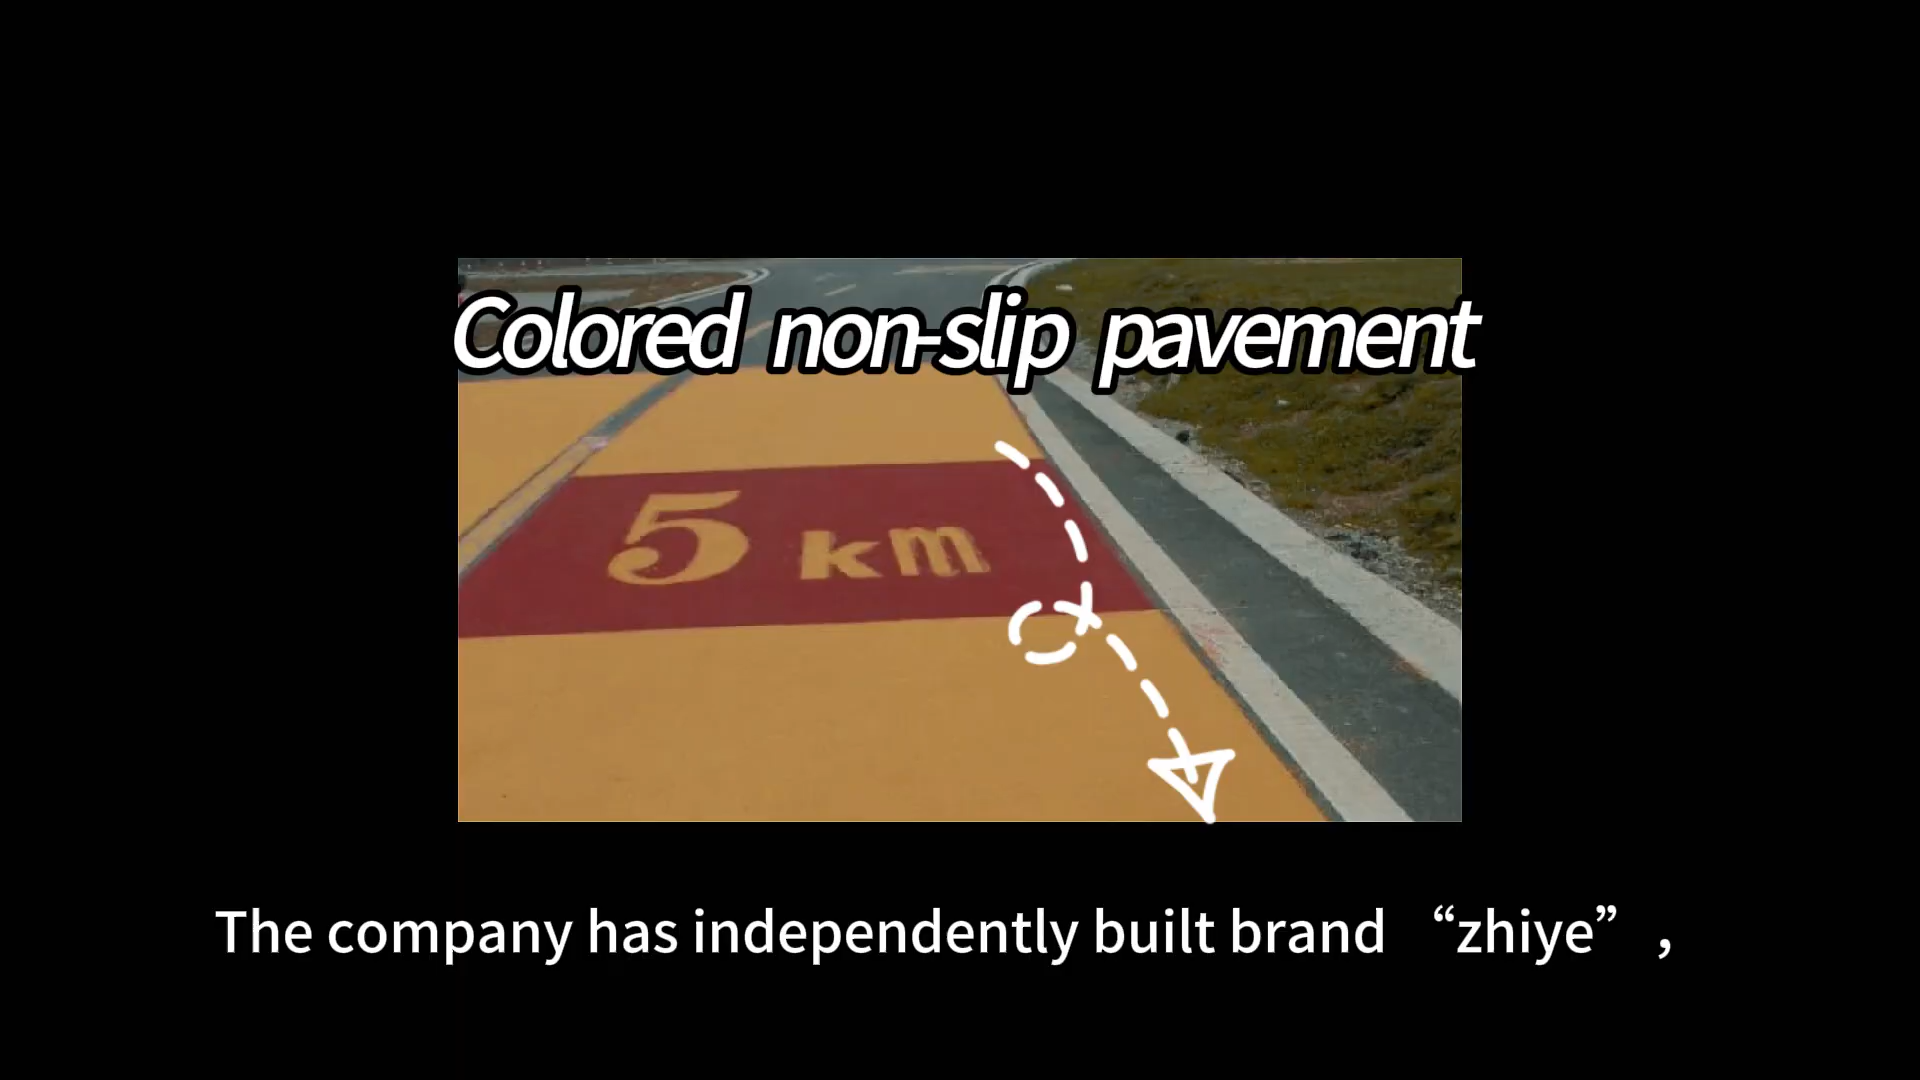 Colored non-slip pavement
5 km
The company has independently built brand “zhiye”，